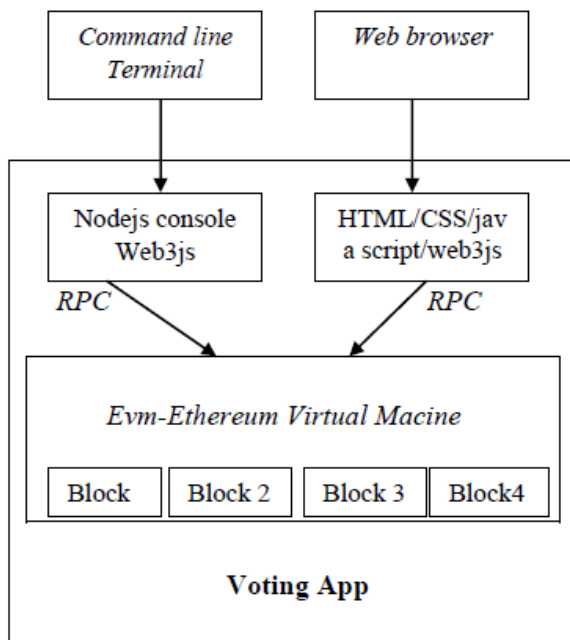 Command line
Terminal
Web browser
Nodejs console
Web3js
HTML/CSS/jav
a script/web3js
RPC
RPC
Evm-Ethereum Virtual Macine
Block
Block 2
Block 3
Block4
Voting App